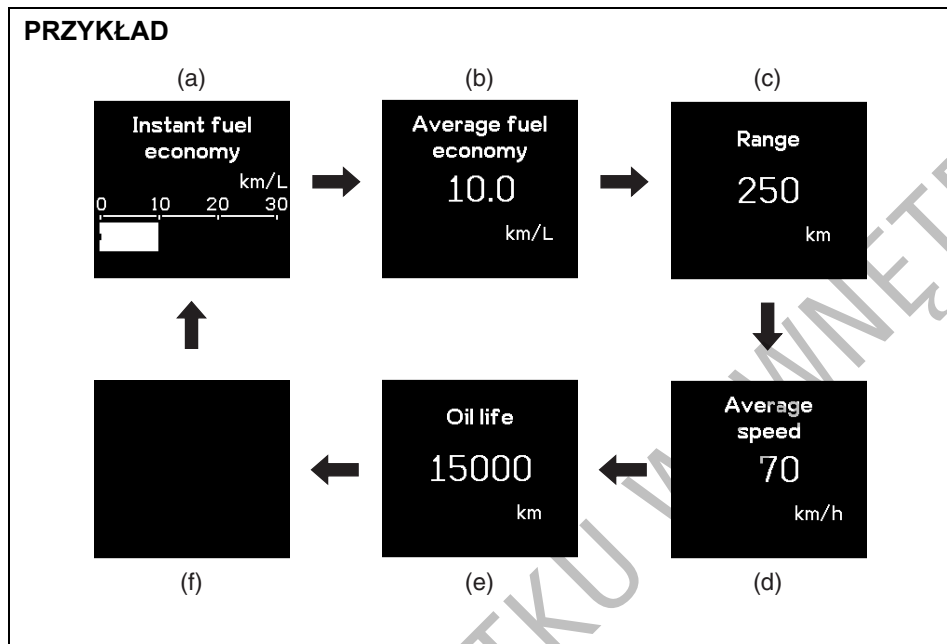 PRZYKŁAD
(a)
(b)
(c)
Instant fuel
economy
km/L
0 10 20 30
Average fuel
economy
10.0
km/L
Range
250
km
Average
speed
70
km/h
(d)
Oil life
15000
km
(e)
(f)